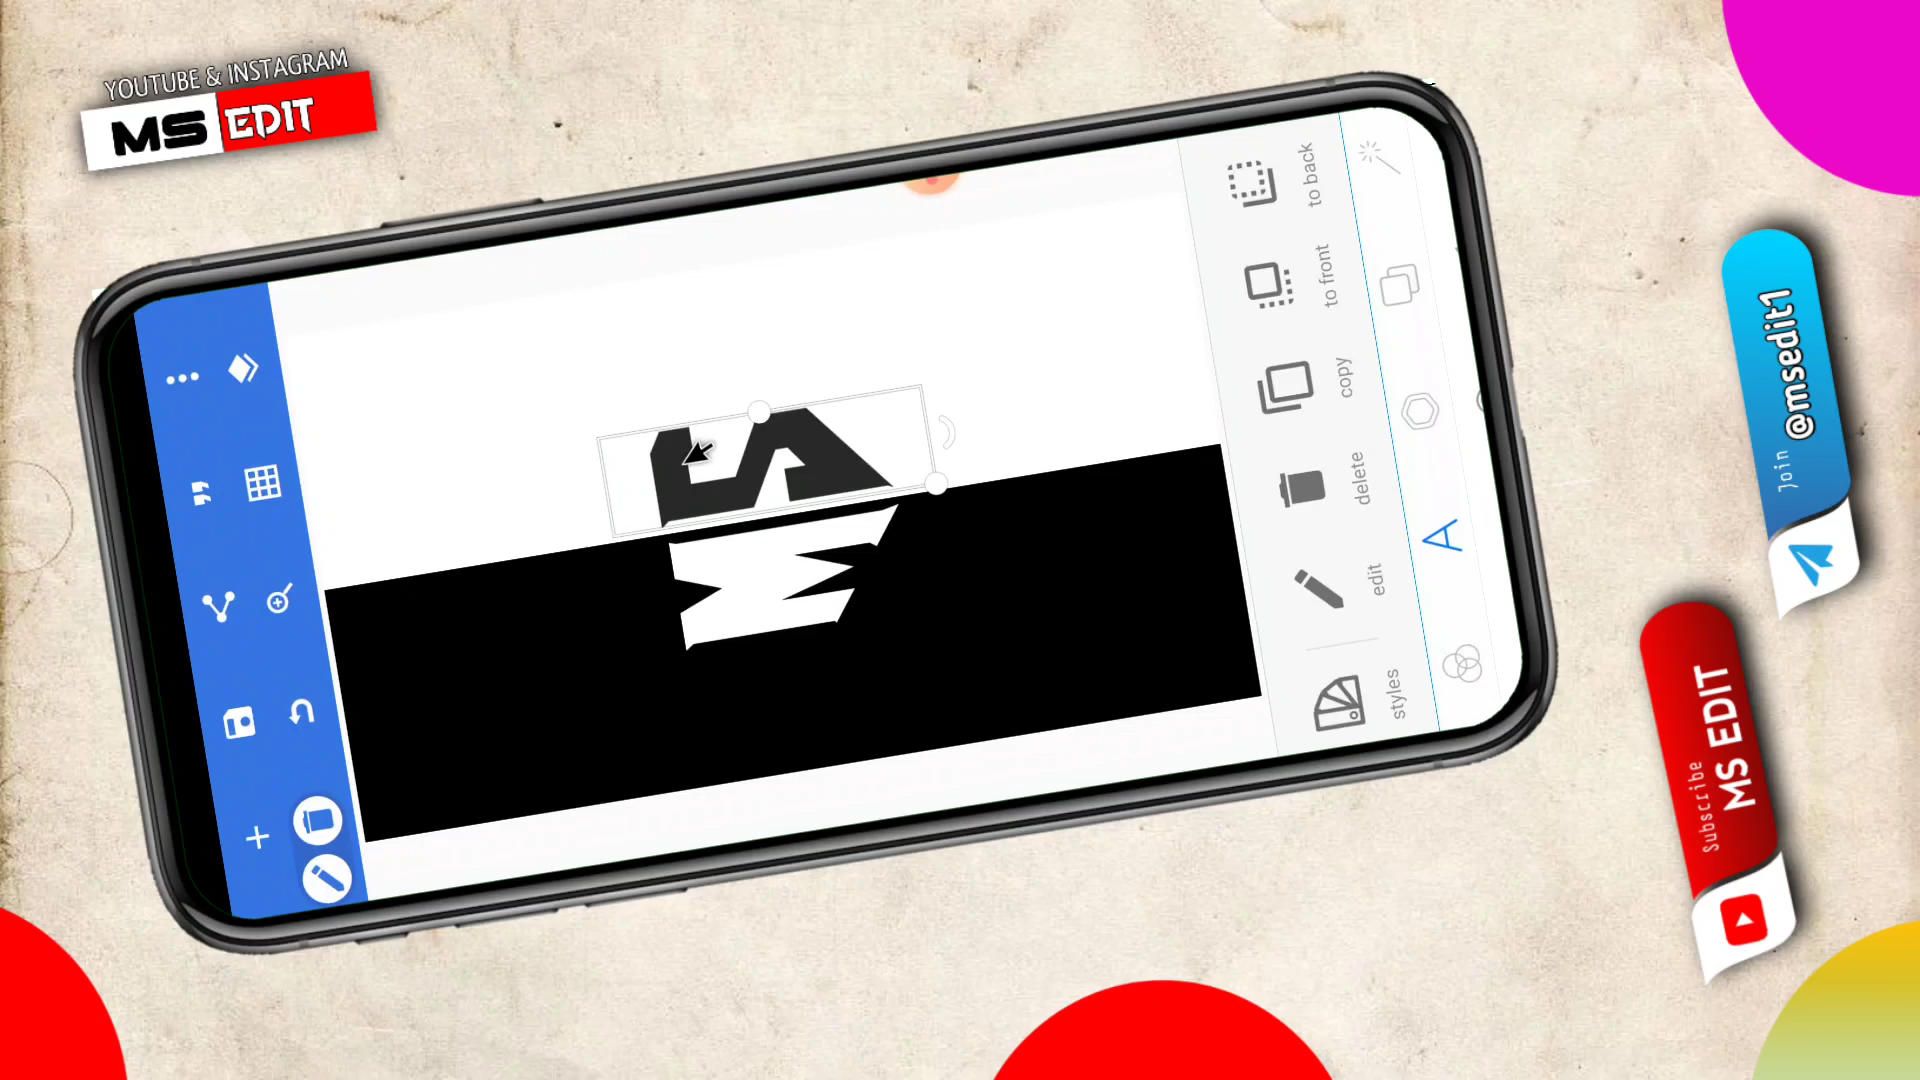 YOUTUBE & INSTAGRAM
MS EDIT
to back
to front
copy
delete
edit
styles
A
M
S
Join @msedit1
Subscribe
MS EDIT